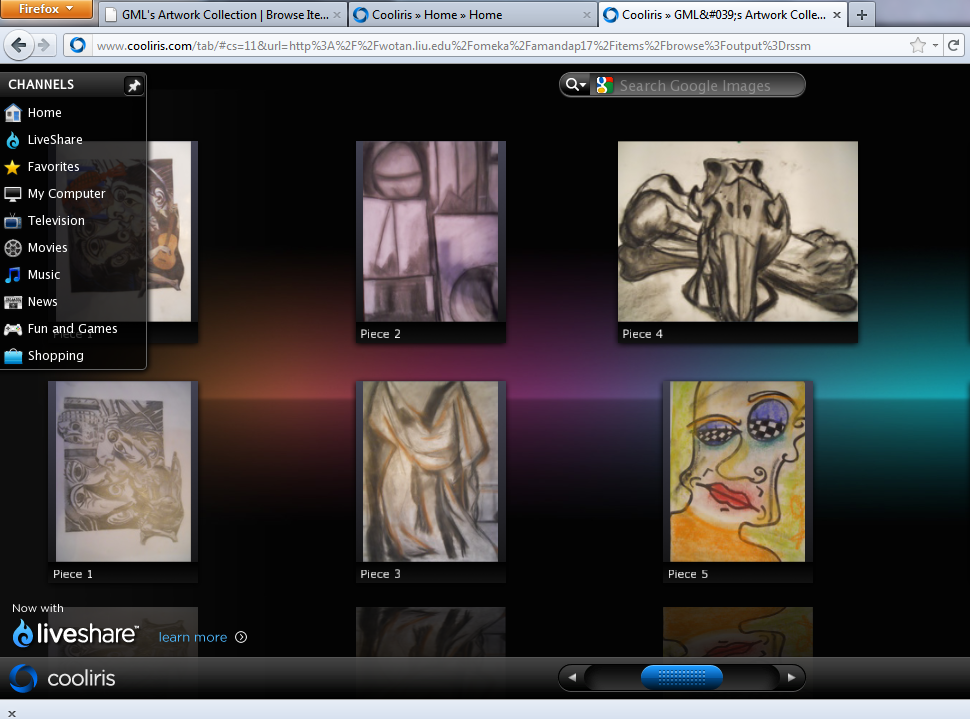 Firefox
GML's Artwork Collection | Browse Ite...
Cooliris » Home » Home
Cooliris » GML&#039;s Artwork Colle...
www.cooliris.com/tab/#cs=11&url=http%3A%2F%2Fwotan.liu.edu%2Fomeka%2Famandap17%2Fitems%2Fbrowse%3Foutput%3Drssm
CHANNELS
Search Google Images
Home
LiveShare
Favorites
My Computer
Television
Movies
Music
News
Fun and Games
Shopping
Piece 1
Piece 2
Piece 4
Piece 1
Piece 3
Piece 5
Now with
liveshare™
learn more
cooliris